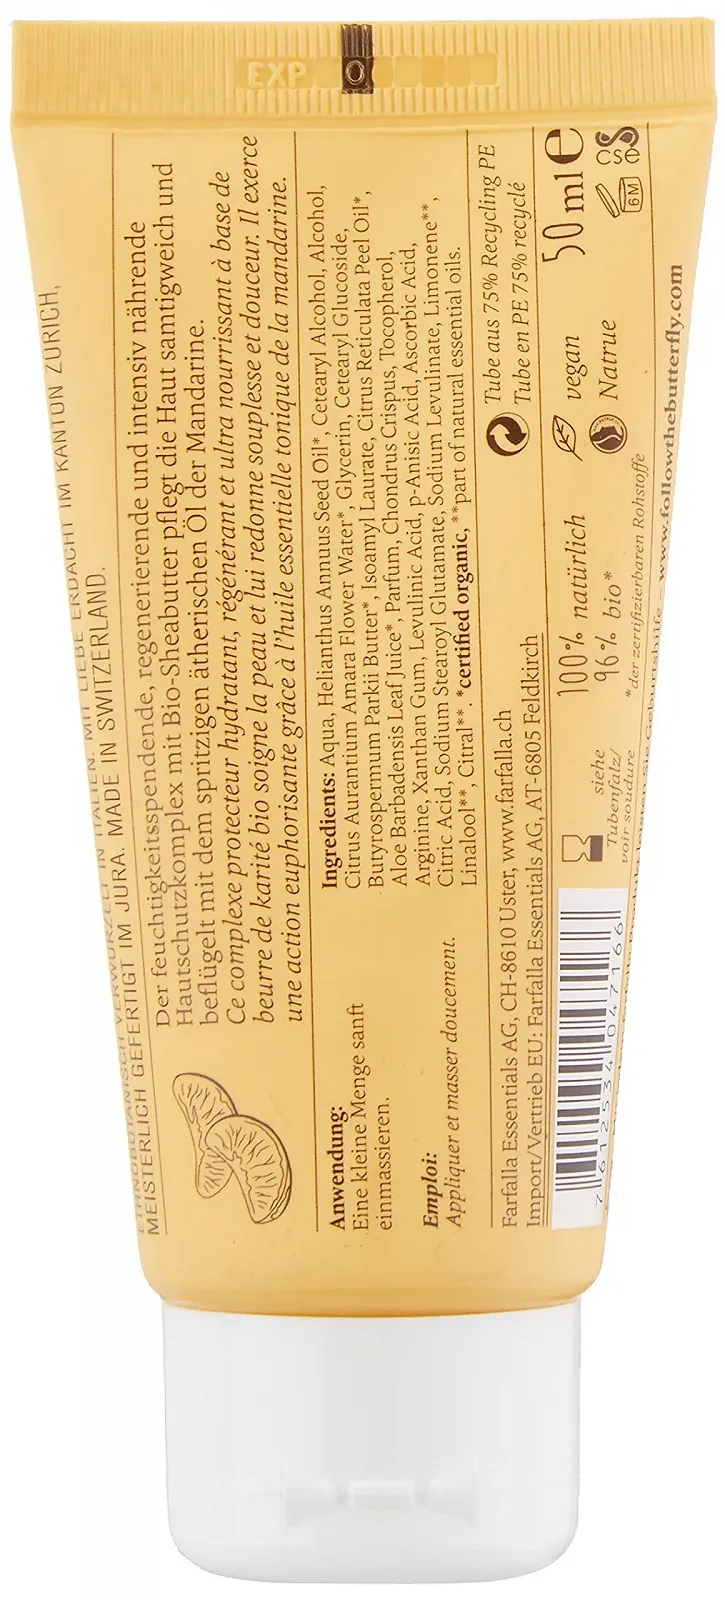 EXP
ETHNOBOTANISCH VERWURZELT IN ITALIEN. MIT LIEBE ERDACHT IM KANTON ZÜRICH,
MEISTERLICH GEFERTIGT IM JURA. MADE IN SWITZERLAND.
Der feuchtigkeitsspendende, regenerierende und intensiv nährende
Hautschutzkomplex mit Bio-Sheabutter pflegt die Haut samtigweich und
beflügelt mit dem spritzigen ätherischen Öl der Mandarine.
Ce complexe protecteur hydratant, régénérant et ultra nourrissant à base de
beurre de karité bio soigne la peau et lui redonne souplesse et douceur. Il exerce
une action euphorisante grâce à l'huile essentielle tonique de la mandarine.
Anwendung:
Eine kleine Menge sanft
einmassieren.
Emploi:
Appliquer et masser doucement.
Ingredients: Aqua, Helianthus Annuus Seed Oil*, Cetearyl Alcohol, Alcohol,
Citrus Aurantium Amara Flower Water*, Glycerin, Cetearyl Glucoside,
Butyrospermum Parkii Butter*, Isoamyl Laurate, Citrus Reticulata Peel Oil*,
Aloe Barbadensis Leaf Juice*, Parfum, Chondrus Crispus, Tocopherol,
Arginine, Xanthan Gum, Levulinic Acid, p-Anisic Acid, Ascorbic Acid,
Citric Acid, Sodium Stearoyl Glutamate, Sodium Levulinate, Limonene**,
Linalool**, Citral**. *certified organic, **part of natural essential oils.
Farfalla Essentials AG, CH-8610 Uster, www.farfalla.ch
Import/Vertrieb EU: Farfalla Essentials AG, AT-6805 Feldkirch
Tube aus 75% Recycling PE
Tube en PE 75% recyclé
7 612534 047166
siehe
Tubenfalz/
voir soudure
100% natürlich
96% bio*
*der zertifizierbaren Rohstoffe
vegan
Natrue
50 ml e
6M
CSE
Geburtshilfe - www.followthebutterfly.com